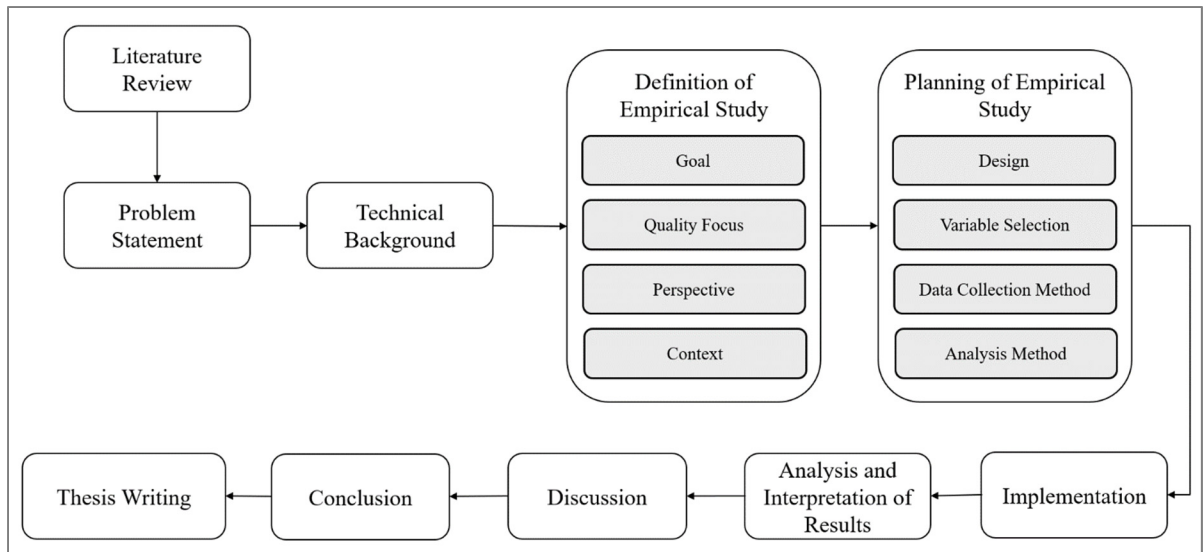 Literature
Review
Problem
Statement
Technical
Background
Definition of
Empirical Study
Goal
Quality Focus
Perspective
Context
Planning of Empirical
Study
Design
Variable Selection
Data Collection Method
Analysis Method
Implementation
Analysis and
Interpretation of
Results
Discussion
Conclusion
Thesis Writing